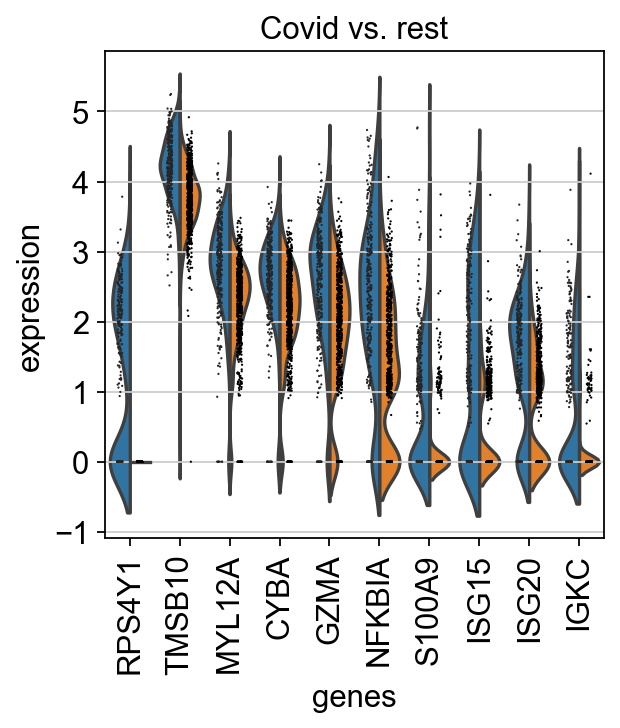 Covid vs. rest
expression
5
4
3
2
1
0
−1
RPS4Y1
TMSB10
MYL12A
CYBA
GZMA
NFKBIA
S100A9
ISG15
ISG20
IGKC
genes